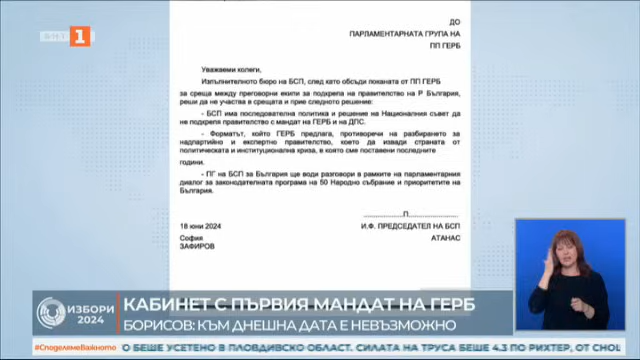 БНТ 1
ДО
ПАРЛАМЕНТАРНАТА ГРУПА НА
ПП ГЕРБ
Уважаеми колеги,
Изпълнителното бюро на БСП, след като обсъди поканата от ПП ГЕРБ
за среща между преговорни екипи за подкрепа на правителство на Р България,
реши да не участва в срещата и прие следното решение:
- БСП има последователна политика и решение на Националния съвет да
не подкрепя правителство с мандат на ГЕРБ и на ДПС.
- Форматът, който ГЕРБ предлага, противоречи на разбирането за
надпартийно и експертно правителство, което да извади страната от
политическата и институционална криза, в която сме поставени последните
години.
- ПГ на БСП за България ще води разговори в рамките на парламентарния
диалог за законодателната програма на 50 Народно събрание и приоритетите на
България.
..................П..............
18 юни 2024 И.Ф. ПРЕДСЕДАТЕЛ НА БСП
София АТАНАС
ЗАФИРОВ
ИЗБОРИ
2024
КАБИНЕТ С ПЪРВИЯ МАНДАТ НА ГЕРБ
БОРИСОВ: КЪМ ДНЕШНА ДАТА Е НЕВЪЗМОЖНО
#СподелямеВажното О БЕШЕ УСЕТЕНО В ПЛОВДИВСКО ОБЛАСТ. СИЛАТА НА ТРУСА БЕШЕ 4.3 ПО РИХТЕР, ОТ СНОЩ